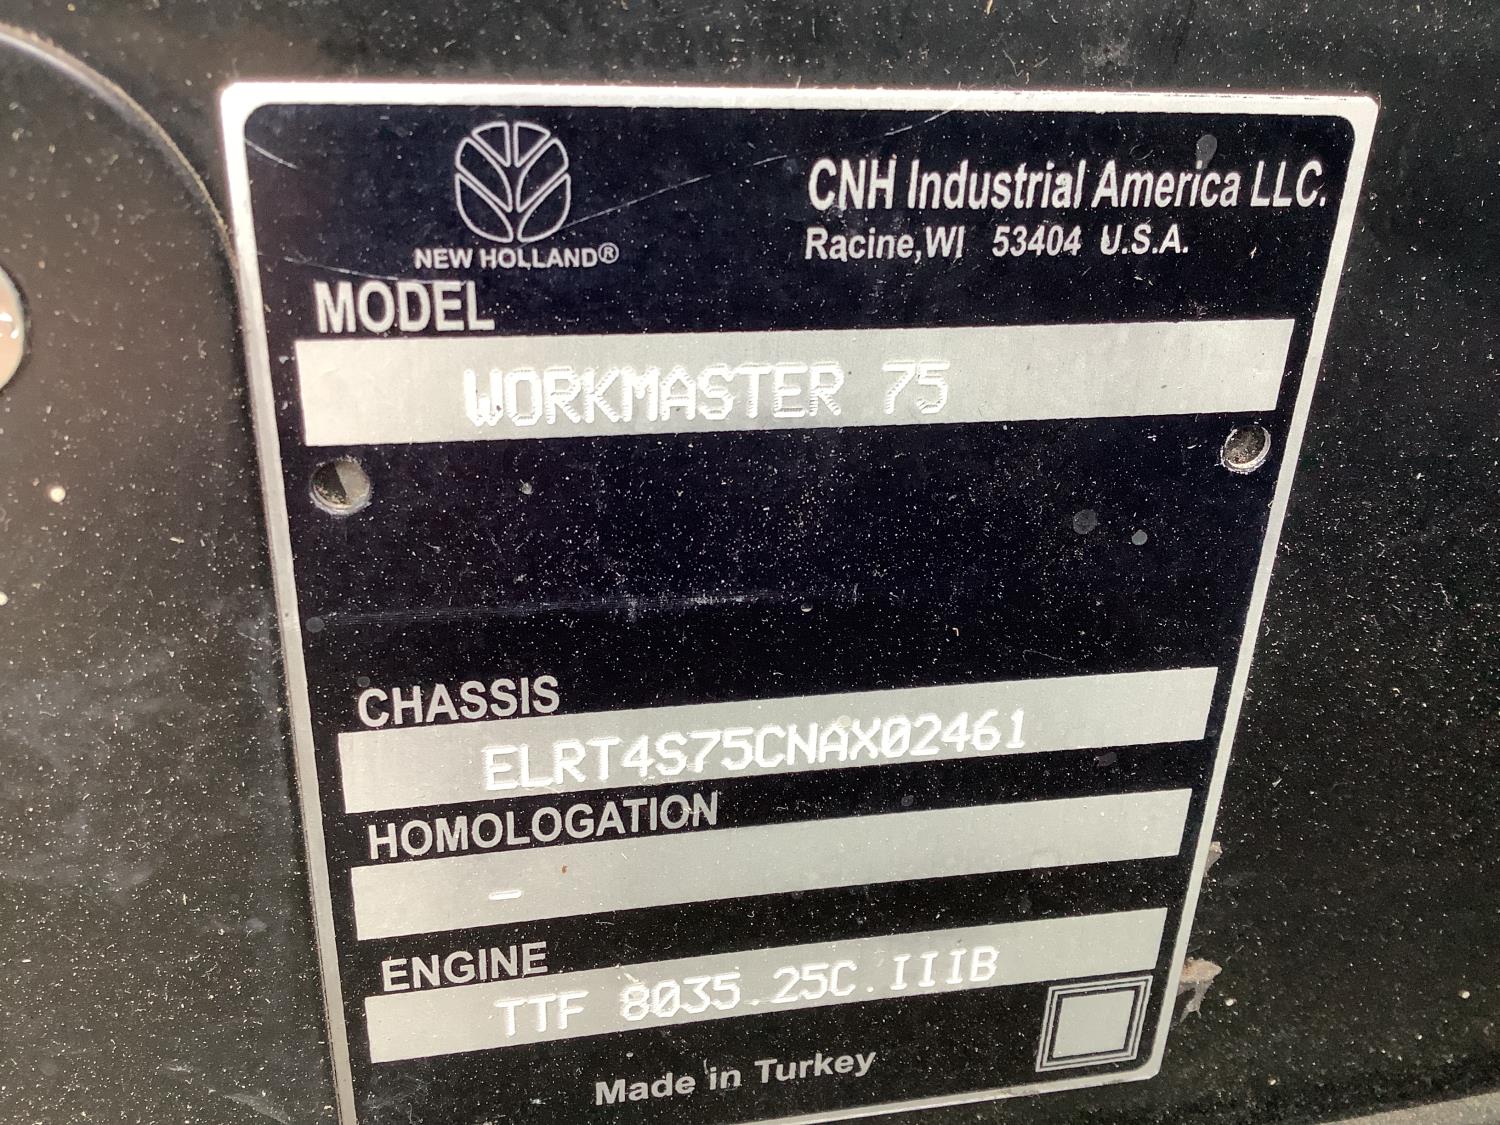 CNH Industrial America LLC.
NEW HOLLAND®
Racine,WI 53404 U.S.A.
MODEL
WORKMASTER 75
CHASSIS
ELRT4S75CNAX02461
HOMOLOGATION
-
ENGINE
TTF 8035.25C.IIIB
Made in Turkey